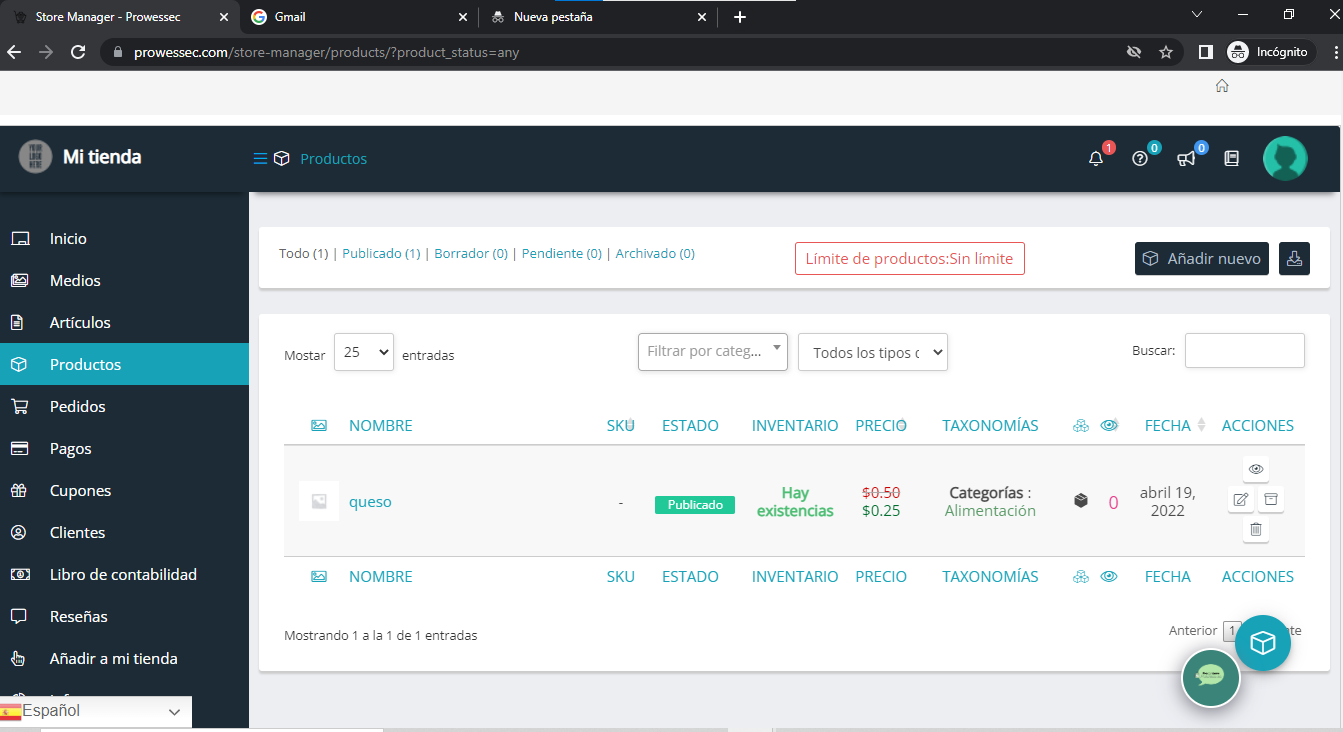 Store Manager - Prowessec
Gmail
Nueva pestaña
prowessec.com/store-manager/products/?product_status=any
Incógnito
YOUR LOGO HERE
Mi tienda
Productos
1
0
0
Inicio
Medios
Artículos
Productos
Pedidos
Pagos
Cupones
Clientes
Libro de contabilidad
Reseñas
Añadir a mi tienda
Español
Todo (1) | Publicado (1) | Borrador (0) | Pendiente (0) | Archivado (0)
Límite de productos:Sin límite
Añadir nuevo
Mostar 25 entradas
Filtrar por categ...
Todos los tipos
Buscar:
NOMBRE SKU ESTADO INVENTARIO PRECIO TAXONOMÍAS FECHA ACCIONES
queso
-
Publicado
Hay
existencias
$0.50
$0.25
Categorías :
Alimentación
0
abril 19,
2022
NOMBRE SKU ESTADO INVENTARIO PRECIO TAXONOMÍAS FECHA ACCIONES
Mostrando 1 a la 1 de 1 entradas
Anterior 1